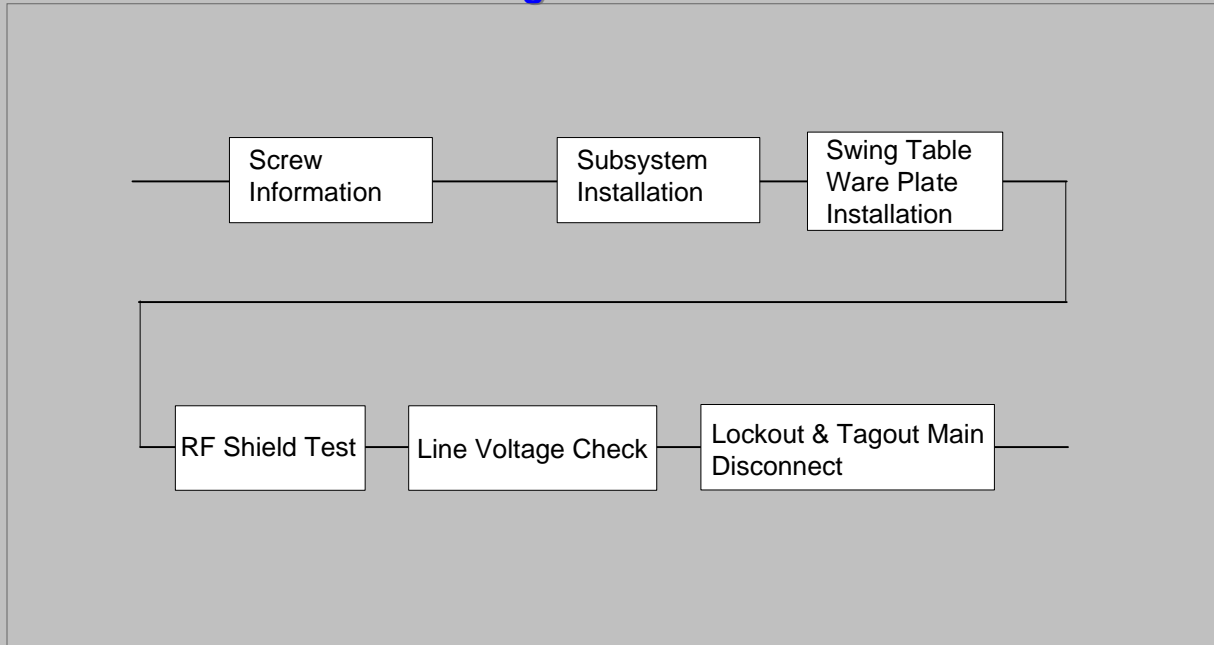 Screw
Information
Subsystem
Installation
Swing Table
Ware Plate
Installation
RF Shield Test
Line Voltage Check
Lockout & Tagout Main
Disconnect